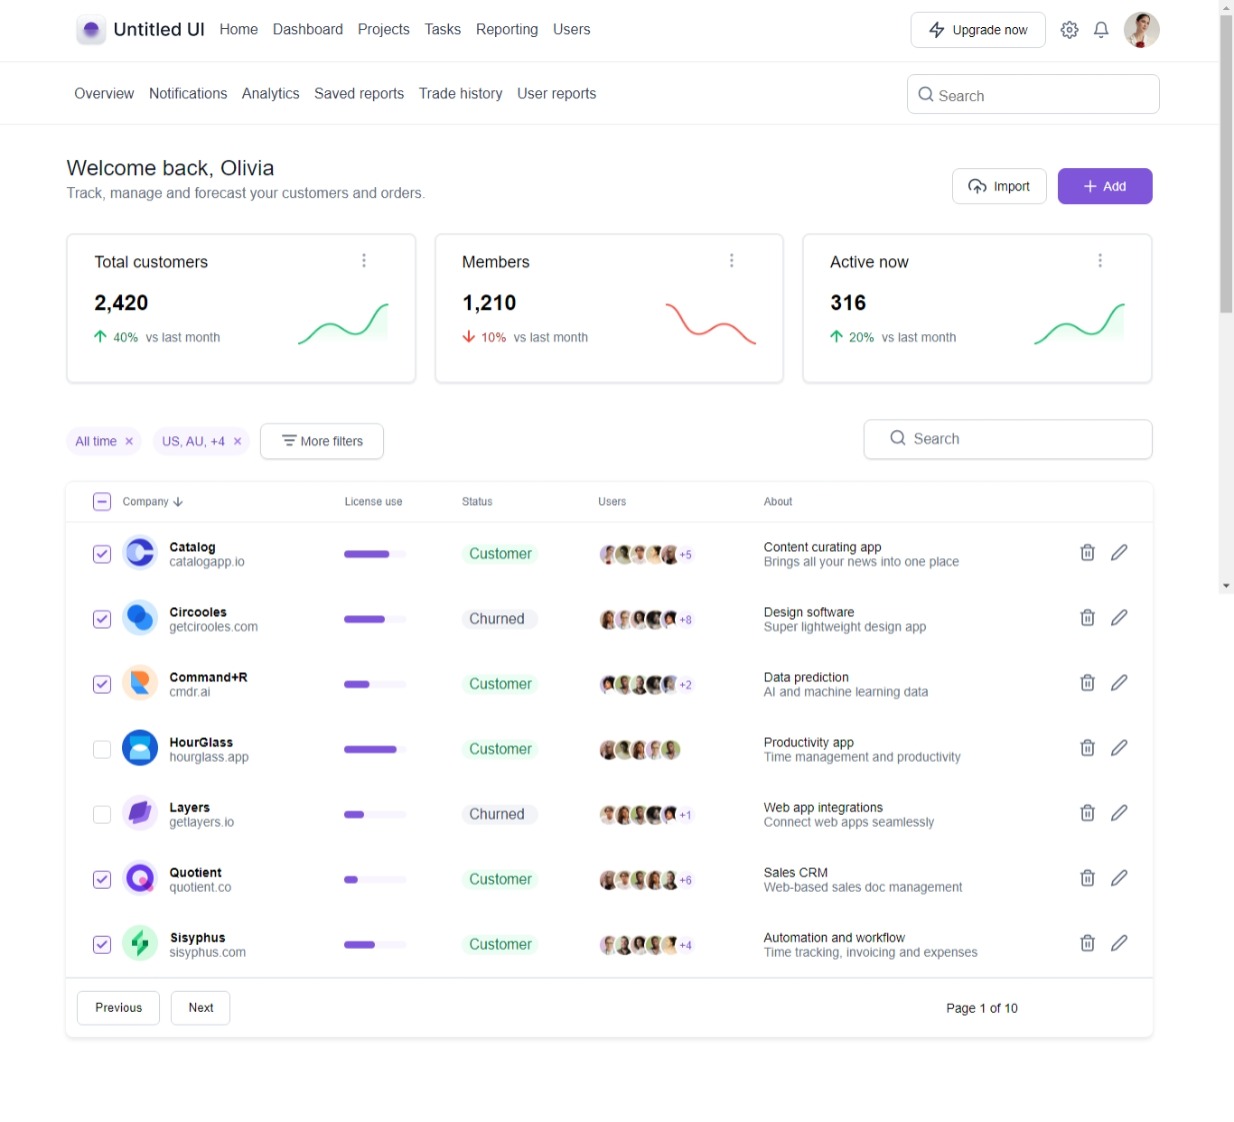 Untitled UI Home Dashboard Projects Tasks Reporting Users Upgrade now
Overview Notifications Analytics Saved reports Trade history User reports Search
Welcome back, Olivia
Track, manage and forecast your customers and orders.
Import + Add
Total customers
2,420
40% vs last month
Members
1,210
10% vs last month
Active now
316
20% vs last month
All time × US, AU, +4 × More filters Search
Company License use Status Users About
Catalog
catalogapp.io
Customer
+5
Content curating app
Brings all your news into one place
Circooles
getcirooles.com
Churned
+8
Design software
Super lightweight design app
Command+R
cmdr.ai
Customer
+2
Data prediction
AI and machine learning data
HourGlass
hourglass.app
Customer
Productivity app
Time management and productivity
Layers
getlayers.io
Churned
+1
Web app integrations
Connect web apps seamlessly
Quotient
quotient.co
Customer
+6
Sales CRM
Web-based sales doc management
Sisyphus
sisyphus.com
Customer
+4
Automation and workflow
Time tracking, invoicing and expenses
Previous Next Page 1 of 10